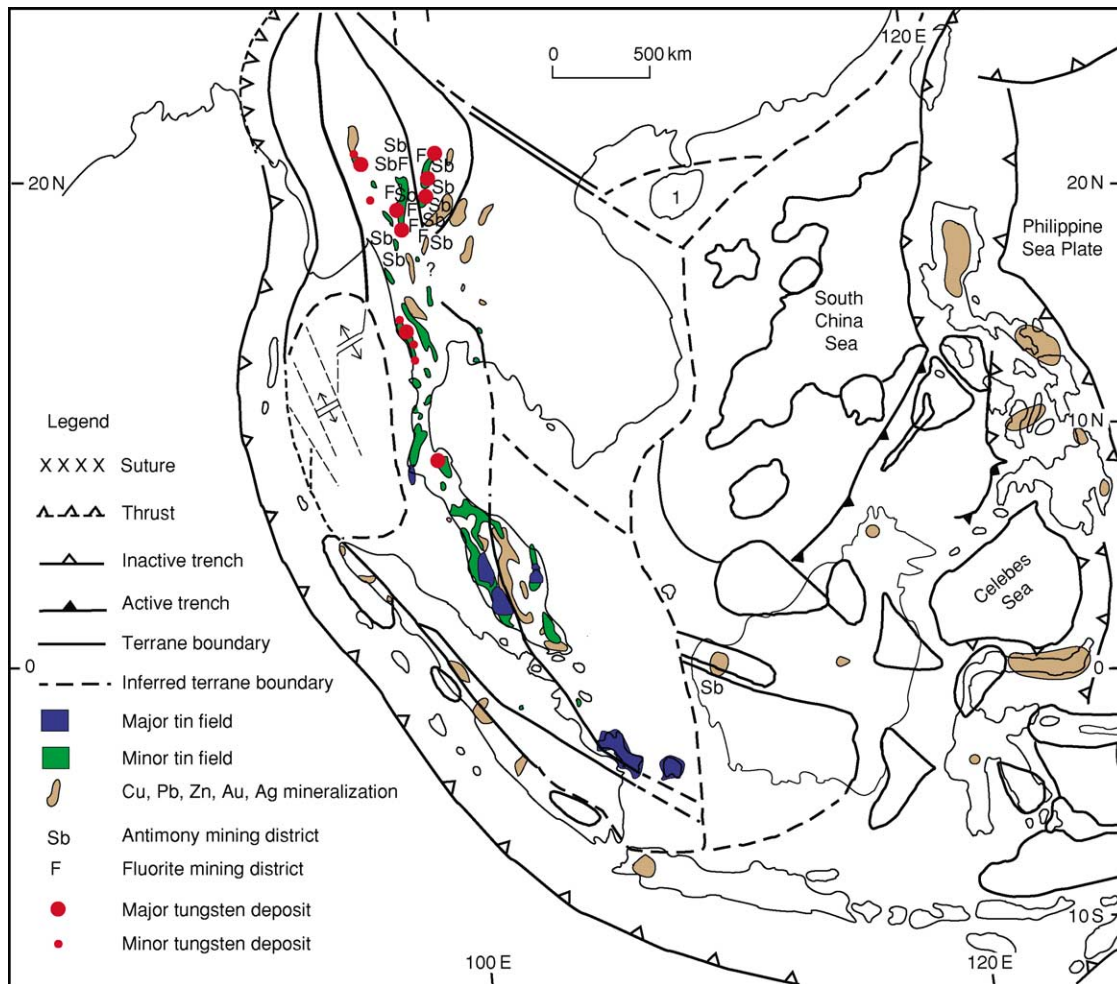 120 E
0 500 km
Sb
F
Sb
SbF
Sb
F
Sb
F
Sb
Sb
F
Sb
Sb
F
Sb
Sb
?
20 N
1
20 N
Philippine
Sea Plate
South
China
Sea
10 N
Legend
X X X X Suture
Thrust
Inactive trench
Active trench
Terrane boundary
Inferred terrane boundary
Major tin field
Minor tin field
Cu, Pb, Zn, Au, Ag mineralization
Sb Antimony mining district
F Fluorite mining district
Major tungsten deposit
Minor tungsten deposit
Celebes
Sea
0
0
Sb
10 S
100 E
120 E